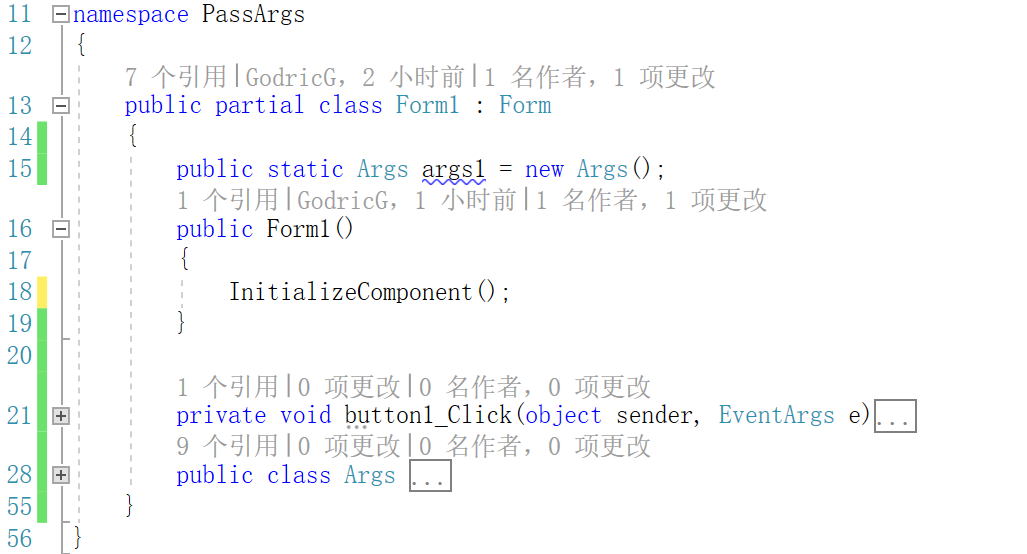 11 namespace PassArgs
12 {
7 个引用|GodricG, 2 小时前|1 名作者, 1 项更改
13 public partial class Form1 : Form
14 {
15 public static Args args1 = new Args();
1 个引用|GodricG, 1 小时前|1 名作者, 1 项更改
16 public Form1()
17 {
18 InitializeComponent();
19 }
20
1 个引用|0 项更改|0 名作者, 0 项更改
21 private void button1_Click(object sender, EventArgs e)...
9 个引用|0 项更改|0 名作者, 0 项更改
28 public class Args ...
55 }
56 }